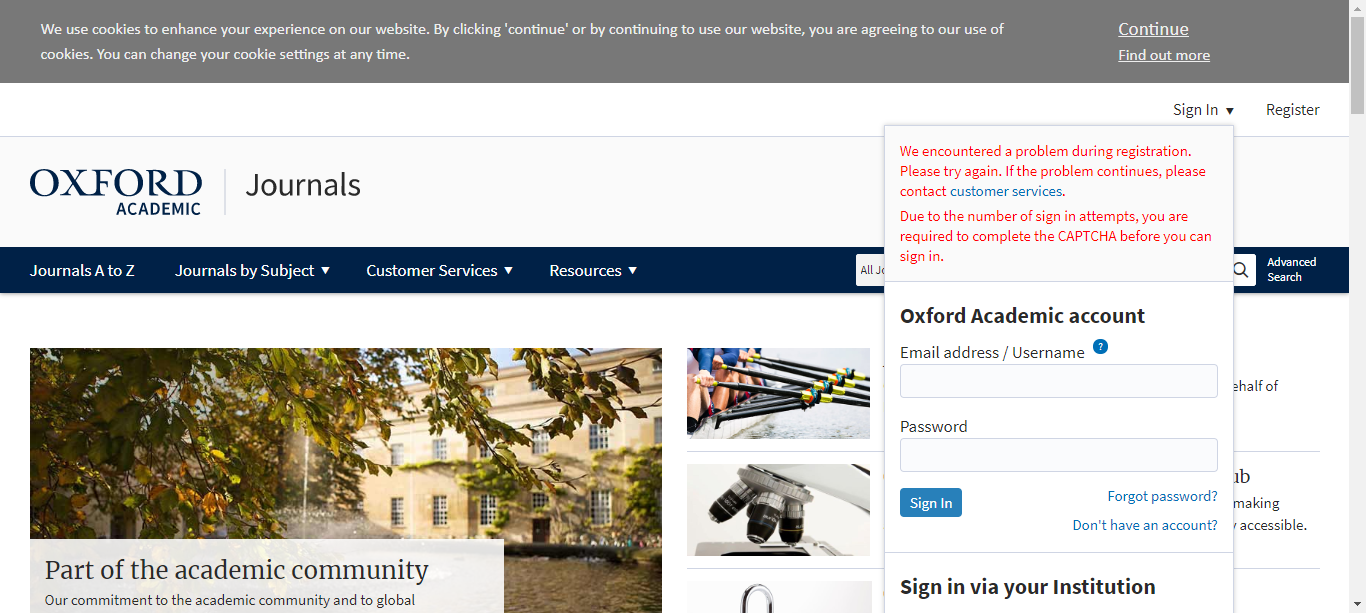 We use cookies to enhance your experience on our website. By clicking 'continue' or by continuing to use our website, you are agreeing to our use of
cookies. You can change your cookie settings at any time.
Continue
Find out more
Sign In ▼
Register
We encountered a problem during registration.
Please try again. If the problem continues, please
contact customer services.
Due to the number of sign in attempts, you are
required to complete the CAPTCHA before you can
sign in.
OXFORD
ACADEMIC
Journals
Journals A to Z
Journals by Subject ▼
Customer Services ▼
Resources ▼
All
Advanced
Search
Oxford Academic account
Email address / Username ?
Password
Sign In
Forgot password?
Don't have an account?
Sign in via your Institution
of
making
accessible.
Part of the academic community
Our commitment to the academic community and to global